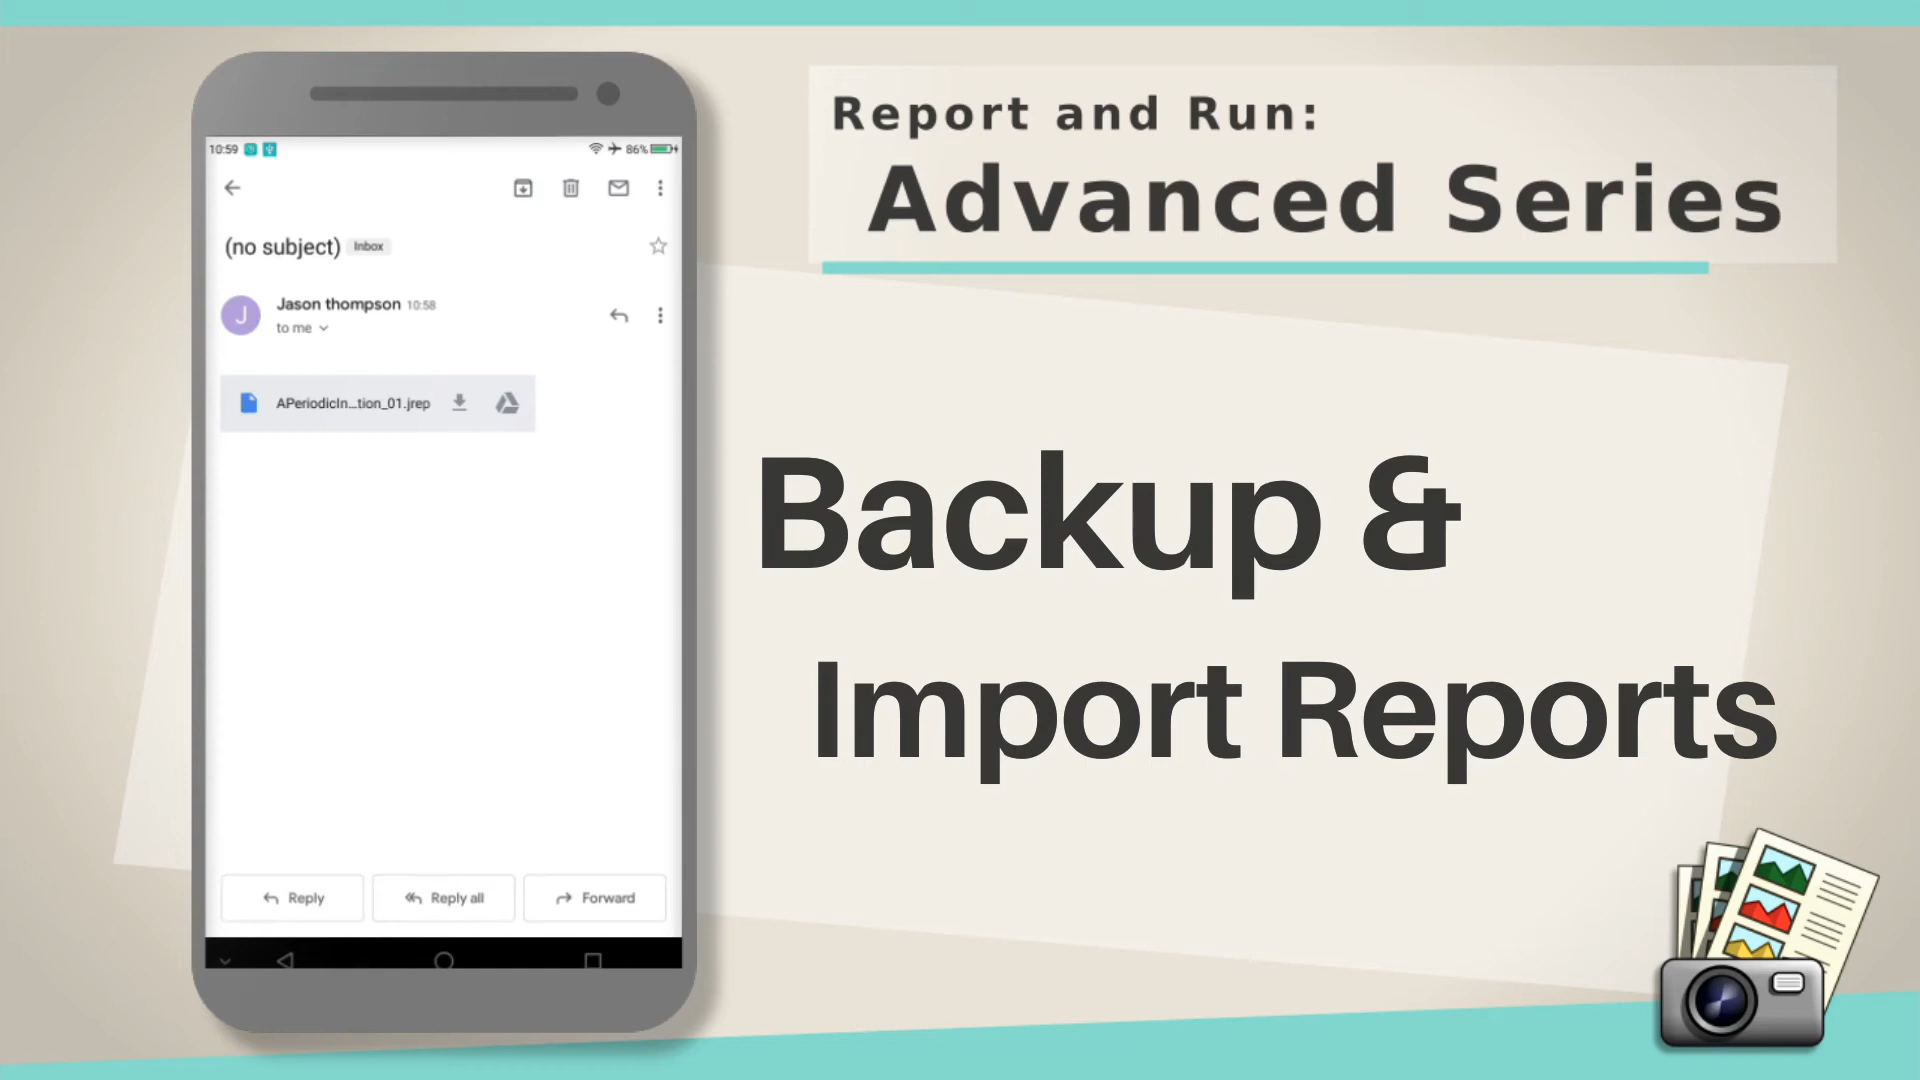 10:59
86%
(no subject) Inbox
J
Jason thompson 10:58
to me
APeriodicIn...tion_01.jrep
Reply
Reply all
Forward
Report and Run:
Advanced Series
Backup &
Import Reports